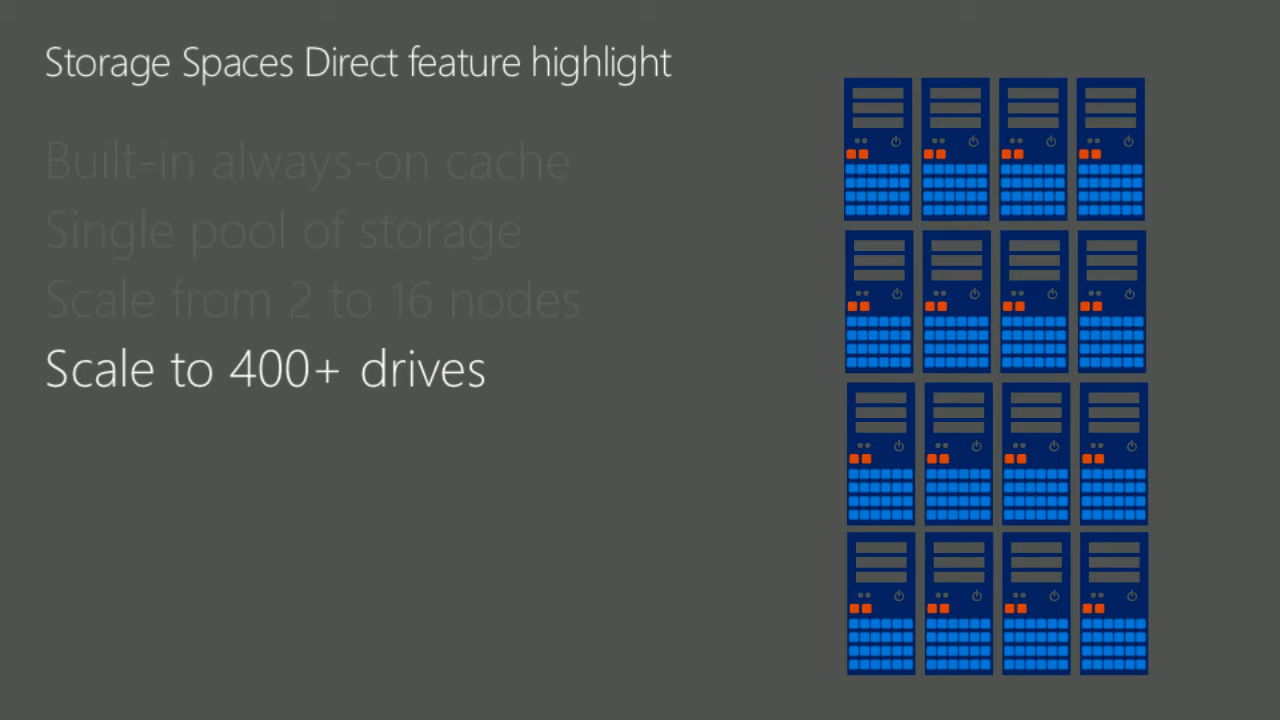 Storage Spaces Direct feature highlight
Built-in always-on cache
Single pool of storage
Scale from 2 to 16 nodes
Scale to 400+ drives